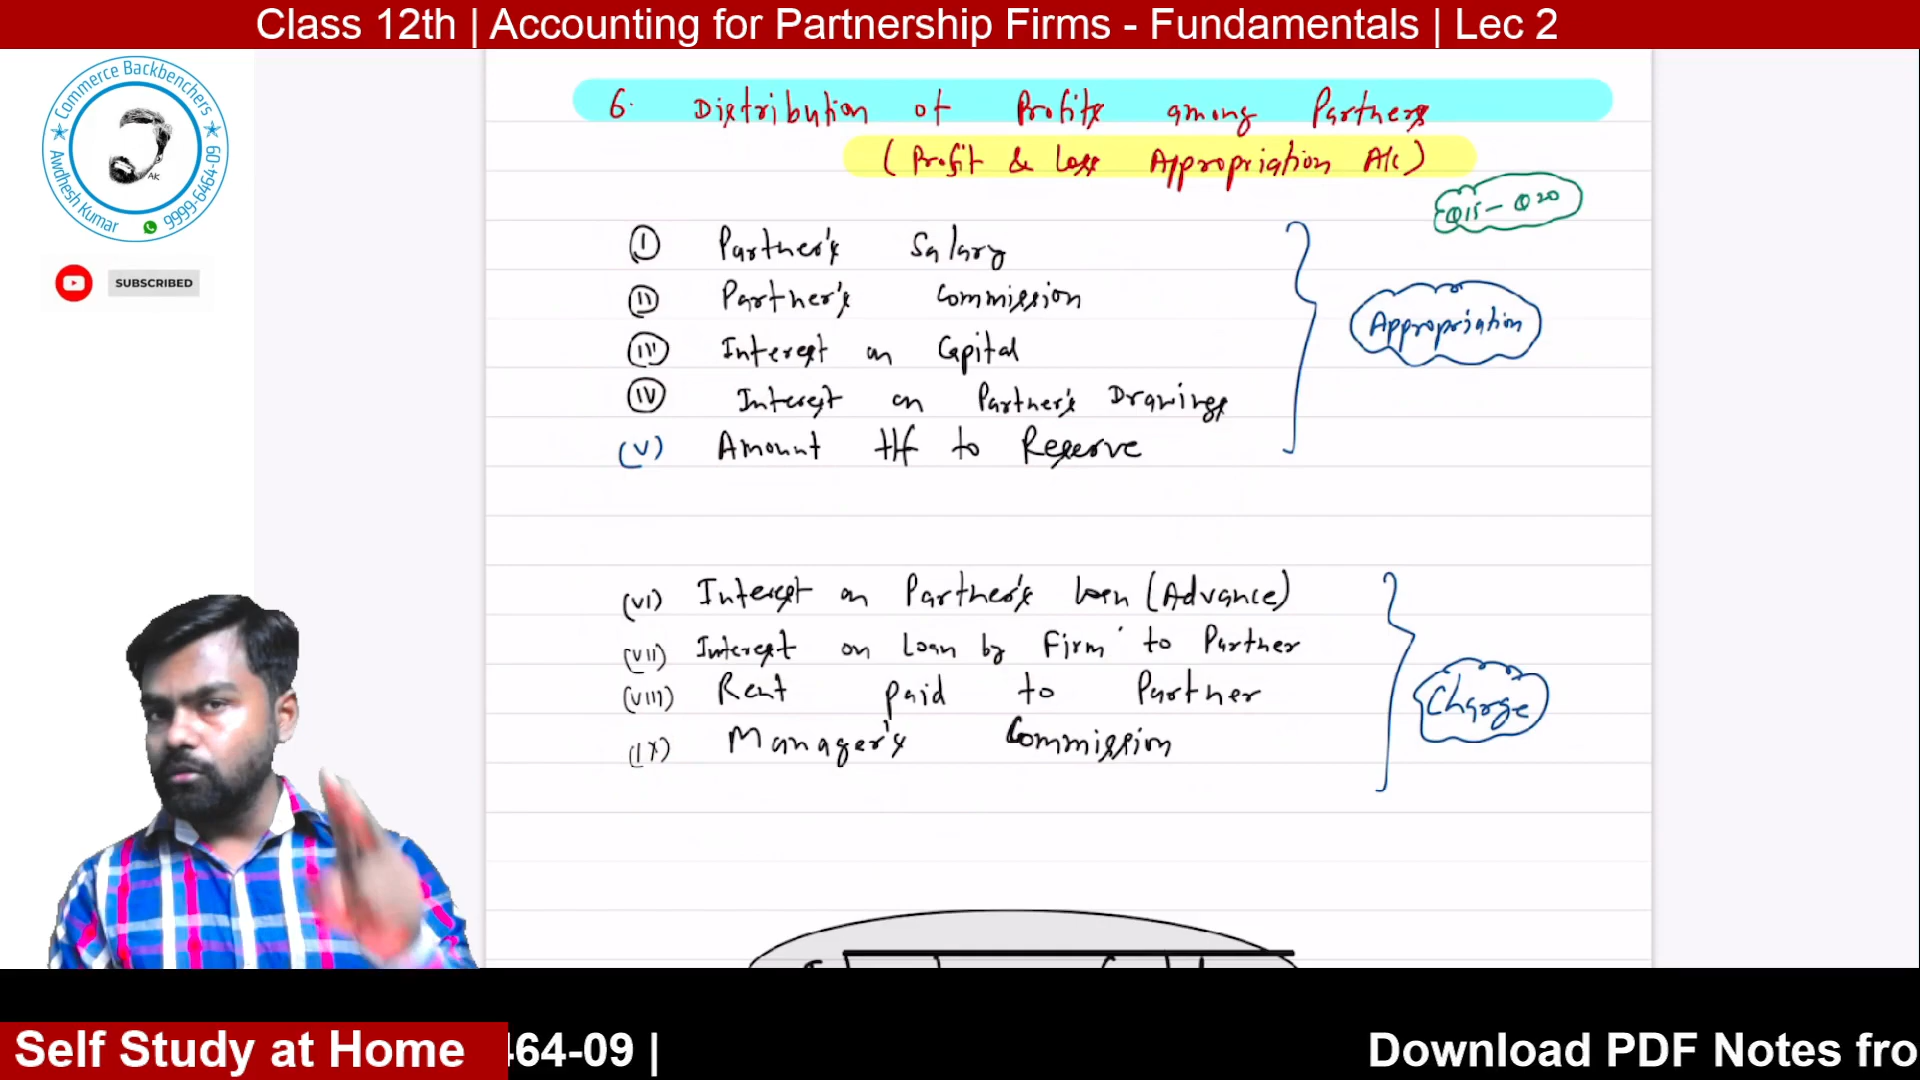 Class 12th | Accounting for Partnership Firms - Fundamentals | Lec 2
Commerce Backbenchers
AK
Awdhesh Kumar 9999-6464-09
SUBSCRIBED
6. Distribution of Profits among Partners
(Profit & Loss Appropriation A/c)
Q15 - Q20
(I) Partner's Salary
(II) Partner's Commission
(III) Interest on Capital
(IV) Interest on Partner's Drawings
(V) Amount t/f to Reserve
Appropriation
(VI) Interest on Partner's Loan (Advance)
(VII) Interest on Loan by Firm to Partner
(VIII) Rent paid to Partner
(IX) Manager's Commission
Charge
Self Study at Home 464-09 | Download PDF Notes fro